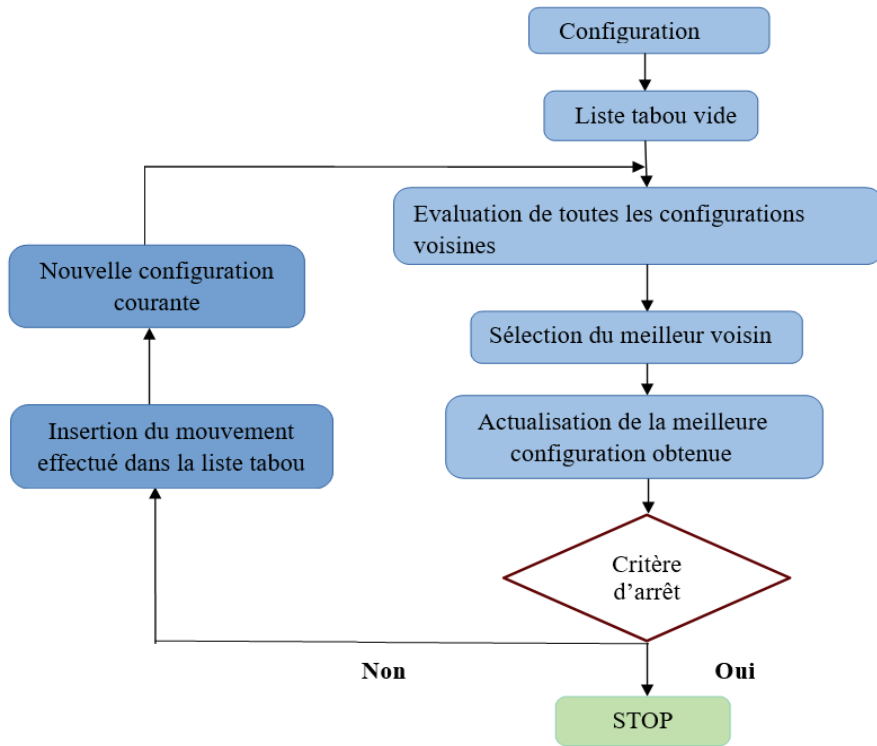 Configuration
Liste tabou vide
Evaluation de toutes les configurations
voisines
Sélection du meilleur voisin
Actualisation de la meilleure
configuration obtenue
Critère
d’arrêt
Non
Oui
STOP
Insertion du mouvement
effectué dans la liste tabou
Nouvelle configuration
courante